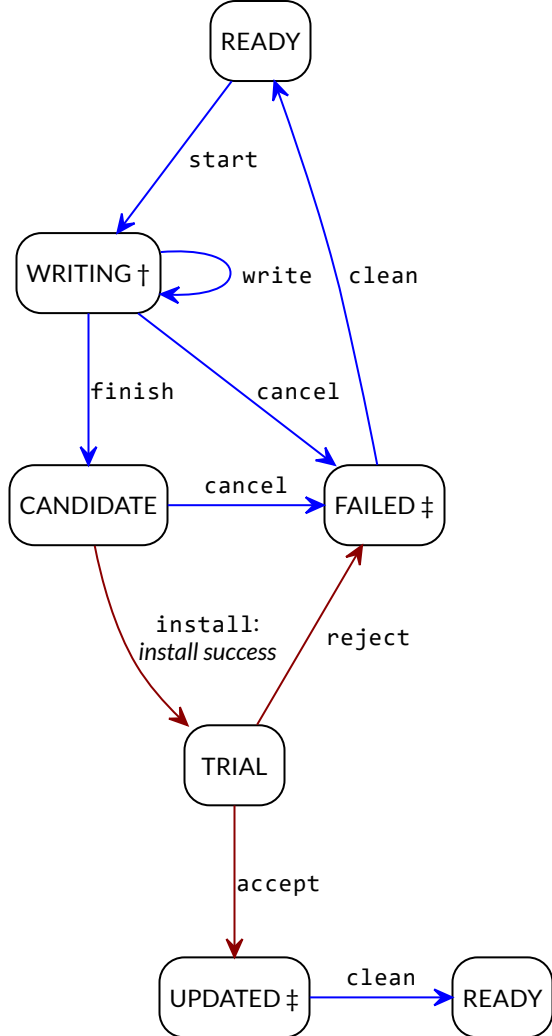 READY
start
WRITING †
write
clean
finish
cancel
CANDIDATE
cancel
FAILED ‡
install:
install success
reject
TRIAL
accept
UPDATED ‡
clean
READY